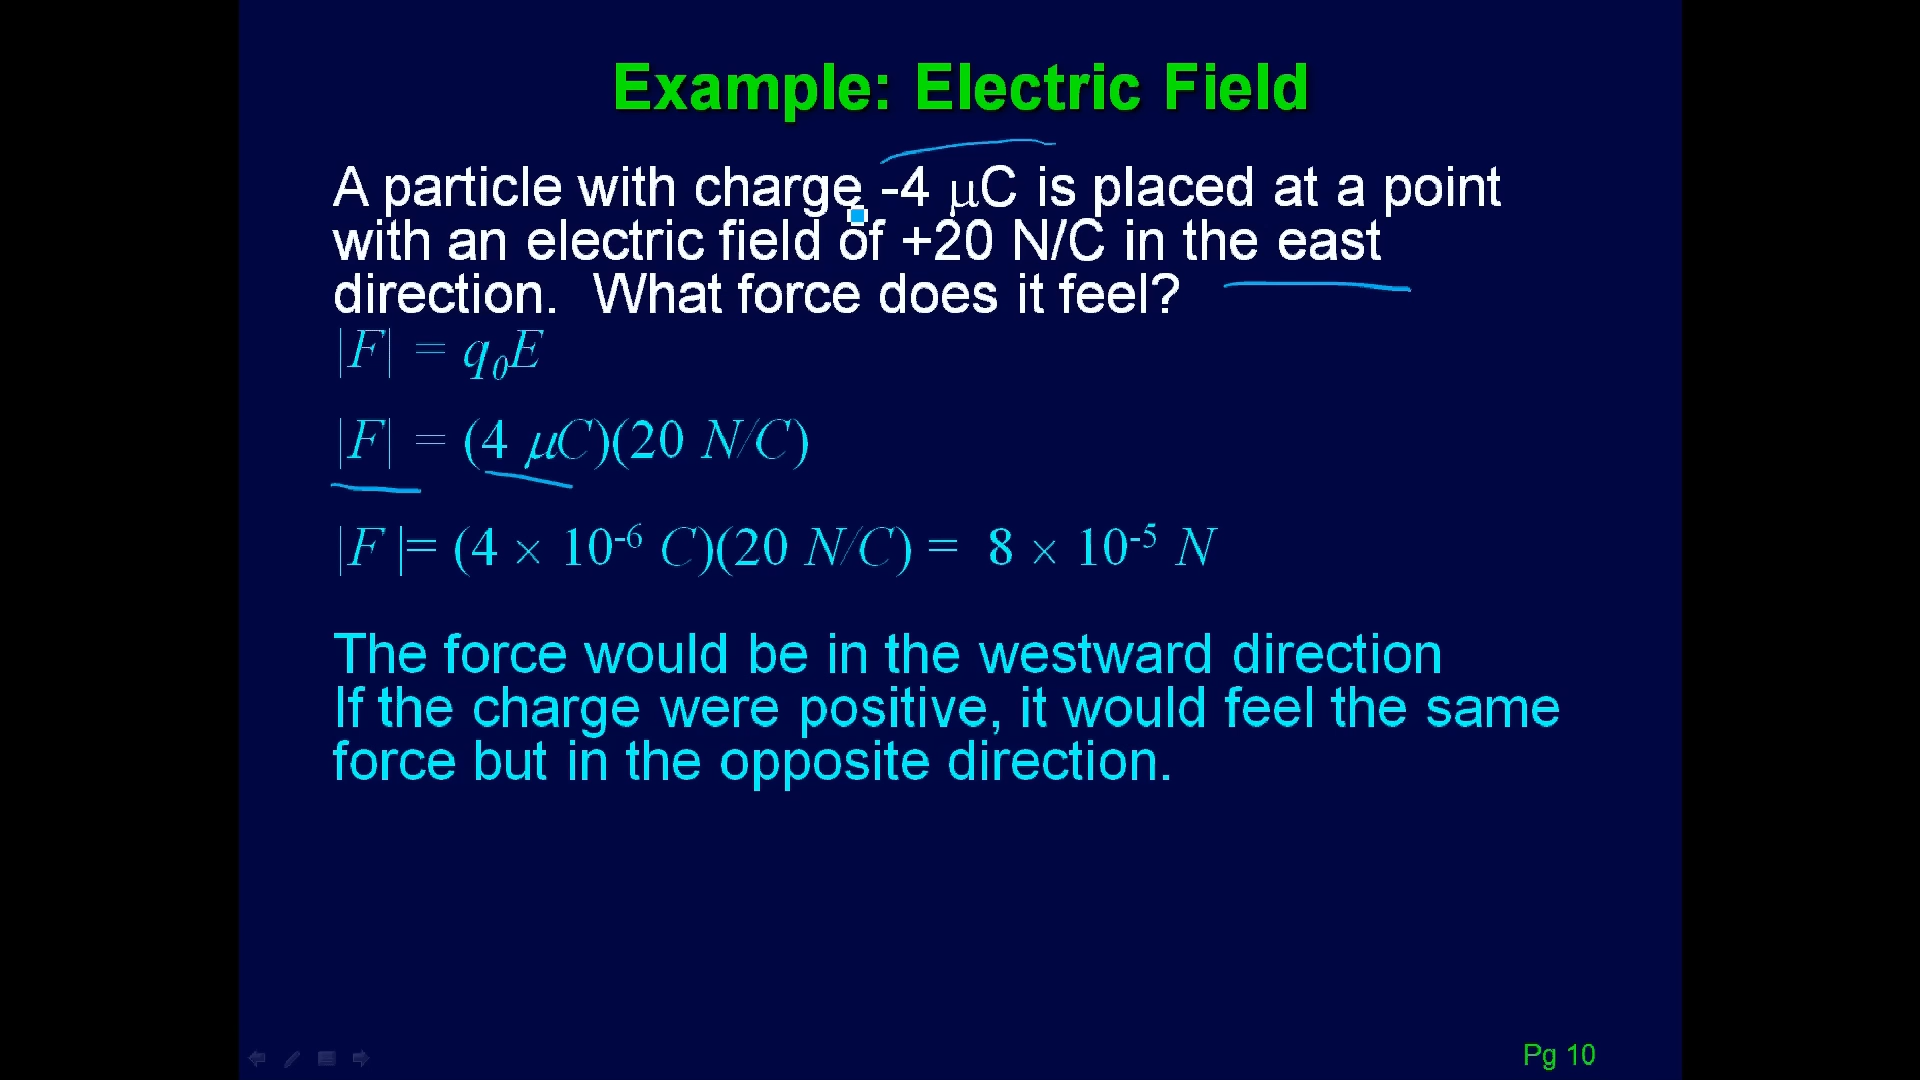 Example: Electric Field
A particle with charge -4 μC is placed at a point
with an electric field of +20 N/C in the east
direction.  What force does it feel?
|F| = q₀E
|F| = (4 μC)(20 N/C)
|F |= (4 × 10⁻⁶ C)(20 N/C) =  8 × 10⁻⁵ N
The force would be in the westward direction
If the charge were positive, it would feel the same
force but in the opposite direction.
Pg 10